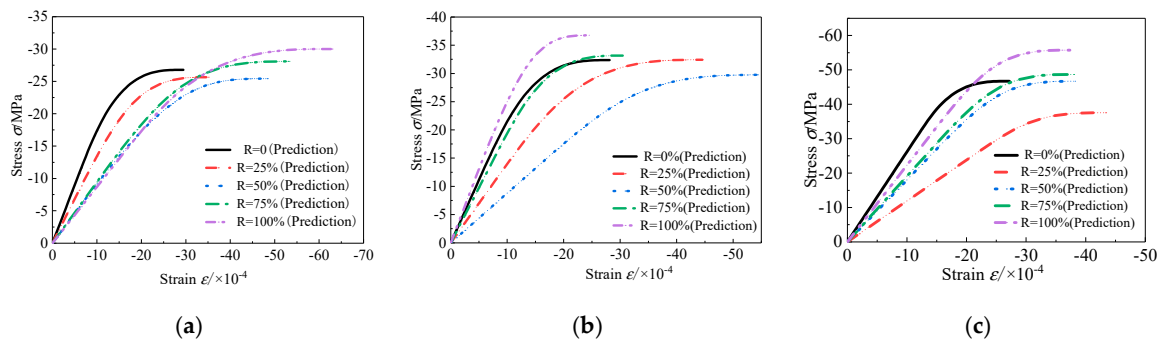 -35
-30
-25
-20
-15
-10
-5
0
Stress σ/MPa
R=0 (Prediction)
R=25%(Prediction)
R=50% (Prediction)
R=75% (Prediction)
R=100% (Prediction)
0 -10 -20 -30 -40 -50 -60 -70
Strain ε/×10⁻⁴
(a)
-40
-35
-30
-25
-20
-15
-10
-5
0
Stress σ/MPa
R=0%(Prediction)
R=25%(Prediction)
R=50%(Prediction)
R=75%(Prediction)
R=100%(Prediction)
0 -10 -20 -30 -40 -50
Strain ε/×10⁻⁴
(b)
-60
-50
-40
-30
-20
-10
0
Stress σ/MPa
R=0%(Prediction)
R=25%(Prediction)
R=50%(Prediction)
R=75%(Prediction)
R=100%(Prediction)
0 -10 -20 -30 -40 -50
Strain ε/×10⁻⁴
(c)